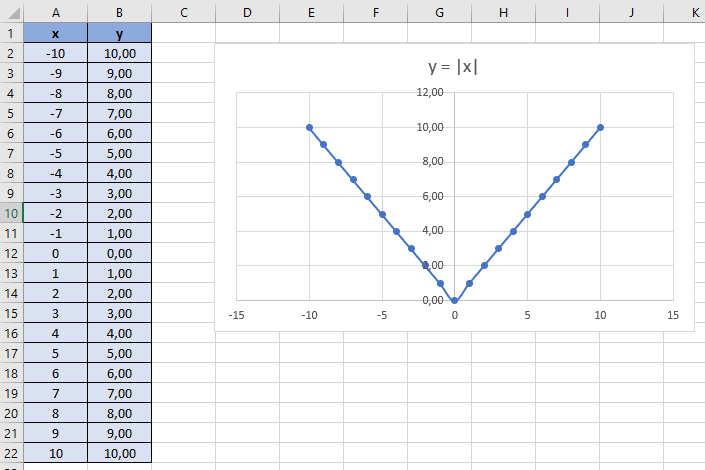 A B C D E F G H I J K
1 x y
2 -10 10,00
3 -9 9,00
4 -8 8,00
5 -7 7,00
6 -6 6,00
7 -5 5,00
8 -4 4,00
9 -3 3,00
10 -2 2,00
11 -1 1,00
12 0 0,00
13 1 1,00
14 2 2,00
15 3 3,00
16 4 4,00
17 5 5,00
18 6 6,00
19 7 7,00
20 8 8,00
21 9 9,00
22 10 10,00
y = |x|
12,00
10,00
8,00
6,00
4,00
2,00
0,00
-15 -10 -5 0 5 10 15